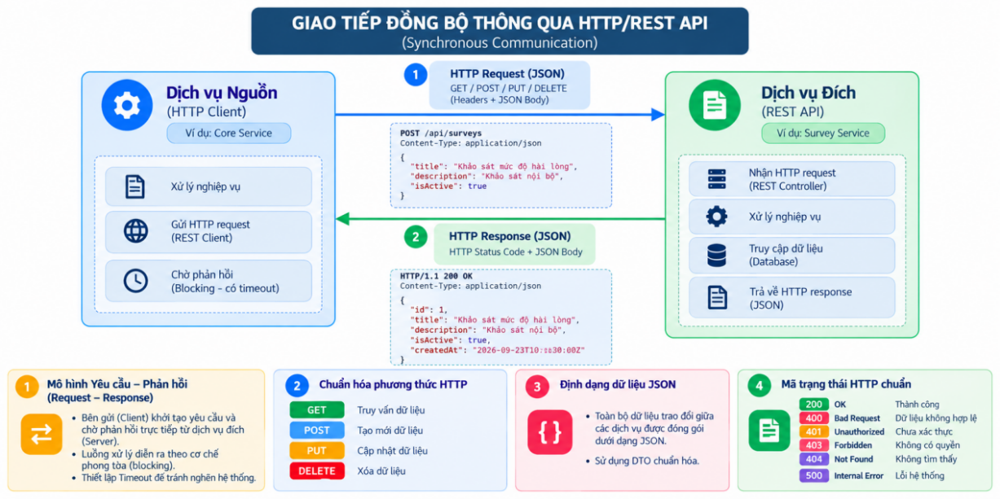 GIAO TIẾP ĐỒNG BỘ THÔNG QUA HTTP/REST API
(Synchronous Communication)
Dịch vụ Nguồn
(HTTP Client)
Ví dụ: Core Service
Xử lý nghiệp vụ
Gửi HTTP request
(REST Client)
Chờ phản hồi
(Blocking – có timeout)
1
HTTP Request (JSON)
GET / POST / PUT / DELETE
(Headers + JSON Body)
POST /api/surveys
Content-Type: application/json
{
"title": "Khảo sát mức độ hài lòng",
"description": "Khảo sát nội bộ",
"isActive": true
}
2
HTTP Response (JSON)
HTTP Status Code + JSON Body
HTTP/1.1 200 OK
Content-Type: application/json
{
"id": 1,
"title": "Khảo sát mức độ hài lòng",
"description": "Khảo sát nội bộ",
"isActive": true,
"createdAt":
}
Dịch vụ Đích
(REST API)
Ví dụ: Survey Service
Nhận HTTP request
(REST Controller)
Xử lý nghiệp vụ
Truy cập dữ liệu
(Database)
Trả về HTTP response
(JSON)
1
Mô hình Yêu cầu – Phản hồi
(Request – Response)
• Bên gửi (Client) khởi tạo yêu cầu và
chờ phản hồi trực tiếp từ dịch vụ đích
(Server).
• Luồng xử lý diễn ra theo cơ chế
phong tỏa (blocking).
• Thiết lập Timeout để tránh nghẽn hệ thống.
2
Chuẩn hóa phương thức HTTP
GET Truy vấn dữ liệu
POST Tạo mới dữ liệu
PUT Cập nhật dữ liệu
DELETE Xóa dữ liệu
3
Định dạng dữ liệu JSON
{ }
• Toàn bộ dữ liệu trao đổi giữa
các dịch vụ được đóng gói
dưới dạng JSON.
• Sử dụng DTO chuẩn hóa.
4
Mã trạng thái HTTP chuẩn
200 OK Thành công
400 Bad Request Dữ liệu không hợp lệ
401 Unauthorized Chưa xác thực
403 Forbidden Không có quyền
404 Not Found Không tìm thấy
500 Internal Error Lỗi hệ thống